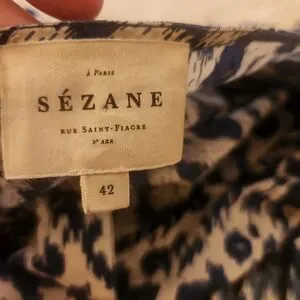 à Paris
SÉZANE
RUE SAINT-FIACRE
2e ARR.
42